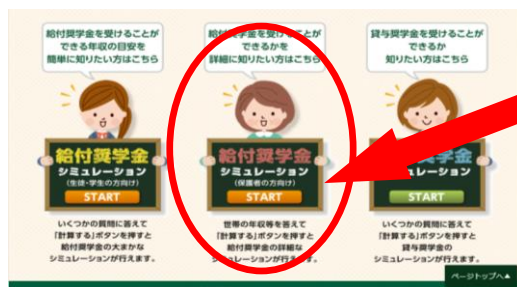 給付奨学金を受けることが
できる年収の目安を
簡単に知りたい方はこちら
給付奨学金
シミュレーション
(生徒・学生の方向け)
START
いくつかの質問に答えて
「計算する」ボタンを押すと
給付奨学金の大まかな
シミュレーションが行えます。
給付奨学金を受けることが
できるかを
詳細に知りたい方はこちら
給付奨学金
シミュレーション
(保護者の方向け)
START
世帯の年収等を答えて
「計算する」ボタンを押すと
給付奨学金の詳細な
シミュレーションが行えます。
貸与奨学金を受けることが
できるか
知りたい方はこちら
奨学金
ミュレーション
START
いくつかの質問に答えて
「計算する」ボタンを押すと
貸与奨学金の
シミュレーションが行えます。
ページトップへ▲